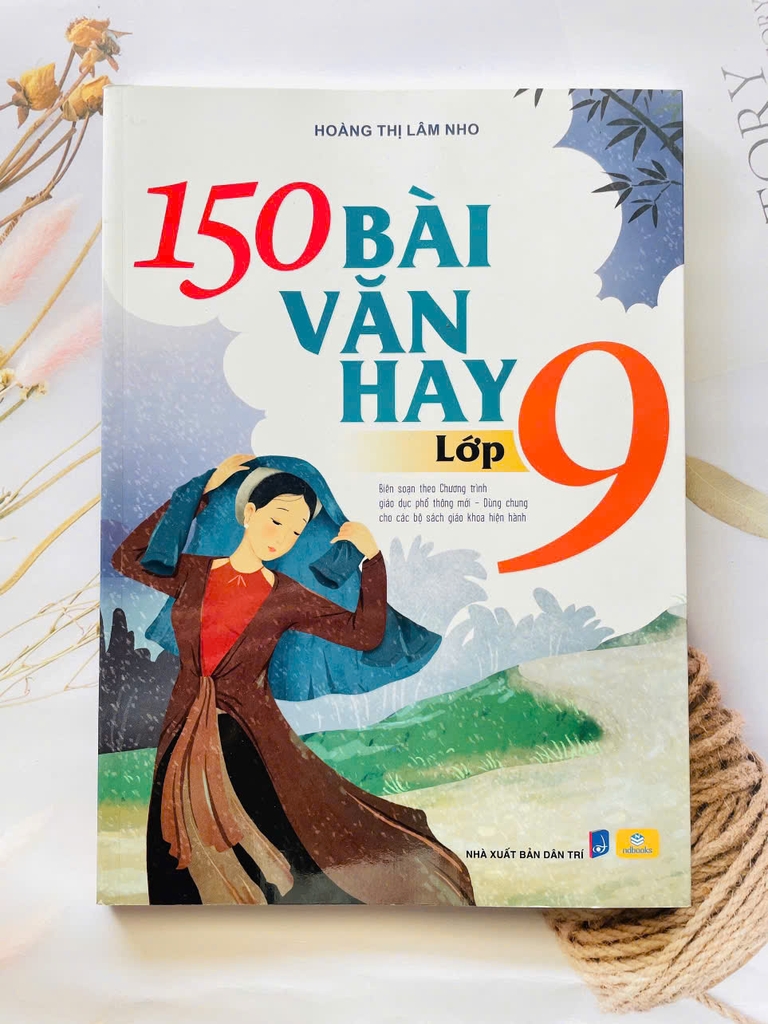 HOÀNG THỊ LÂM NHO
150 BÀI
VĂN
HAY
Lớp 9
Biên soạn theo Chương trình
giáo dục phổ thông mới - Dùng chung
cho các bộ sách giáo khoa hiện hành
NHÀ XUẤT BẢN DÂN TRÍ
ndbooks
TORY